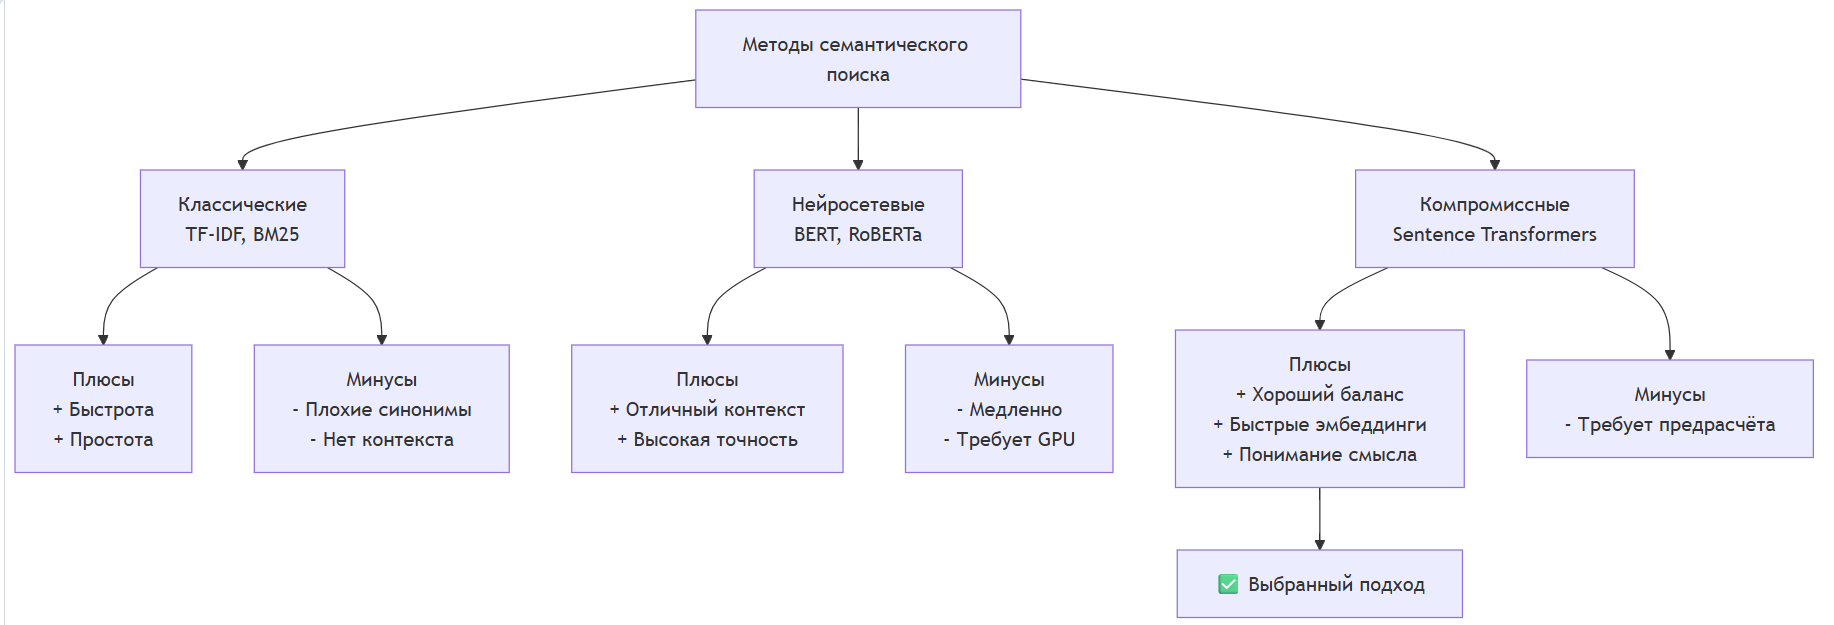 Методы семантического
поиска
Классические
TF-IDF, BM25
Нейросетевые
BERT, RoBERTa
Компромиссные
Sentence Transformers
Плюсы
+ Быстрота
+ Простота
Минусы
- Плохие синонимы
- Нет контекста
Плюсы
+ Отличный контекст
+ Высокая точность
Минусы
- Медленно
- Требует GPU
Плюсы
+ Хороший баланс
+ Быстрые эмбеддинги
+ Понимание смысла
Минусы
- Требует предрасчёта
✅ Выбранный подход